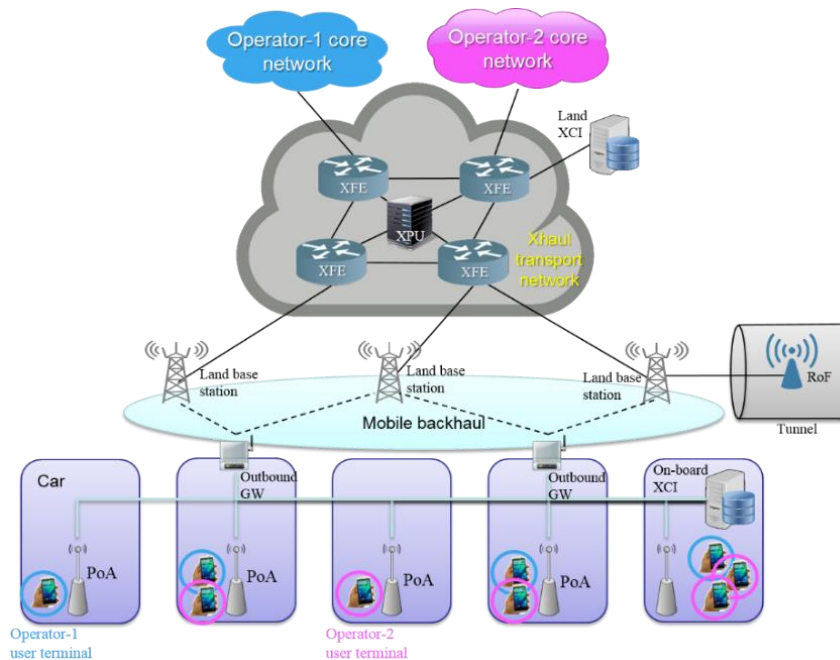 Operator-1 core
network
Operator-2 core
network
Land
XCI
XFE
XFE
XPU
XFE
XFE
Xhaul
transport
network
Land base
station
Land base
station
Land base
station
RoF
Tunnel
Mobile backhaul
Car
Outbound
GW
Outbound
GW
On-board
XCI
PoA
PoA
PoA
PoA
PoA
Operator-1
user terminal
Operator-2
user terminal